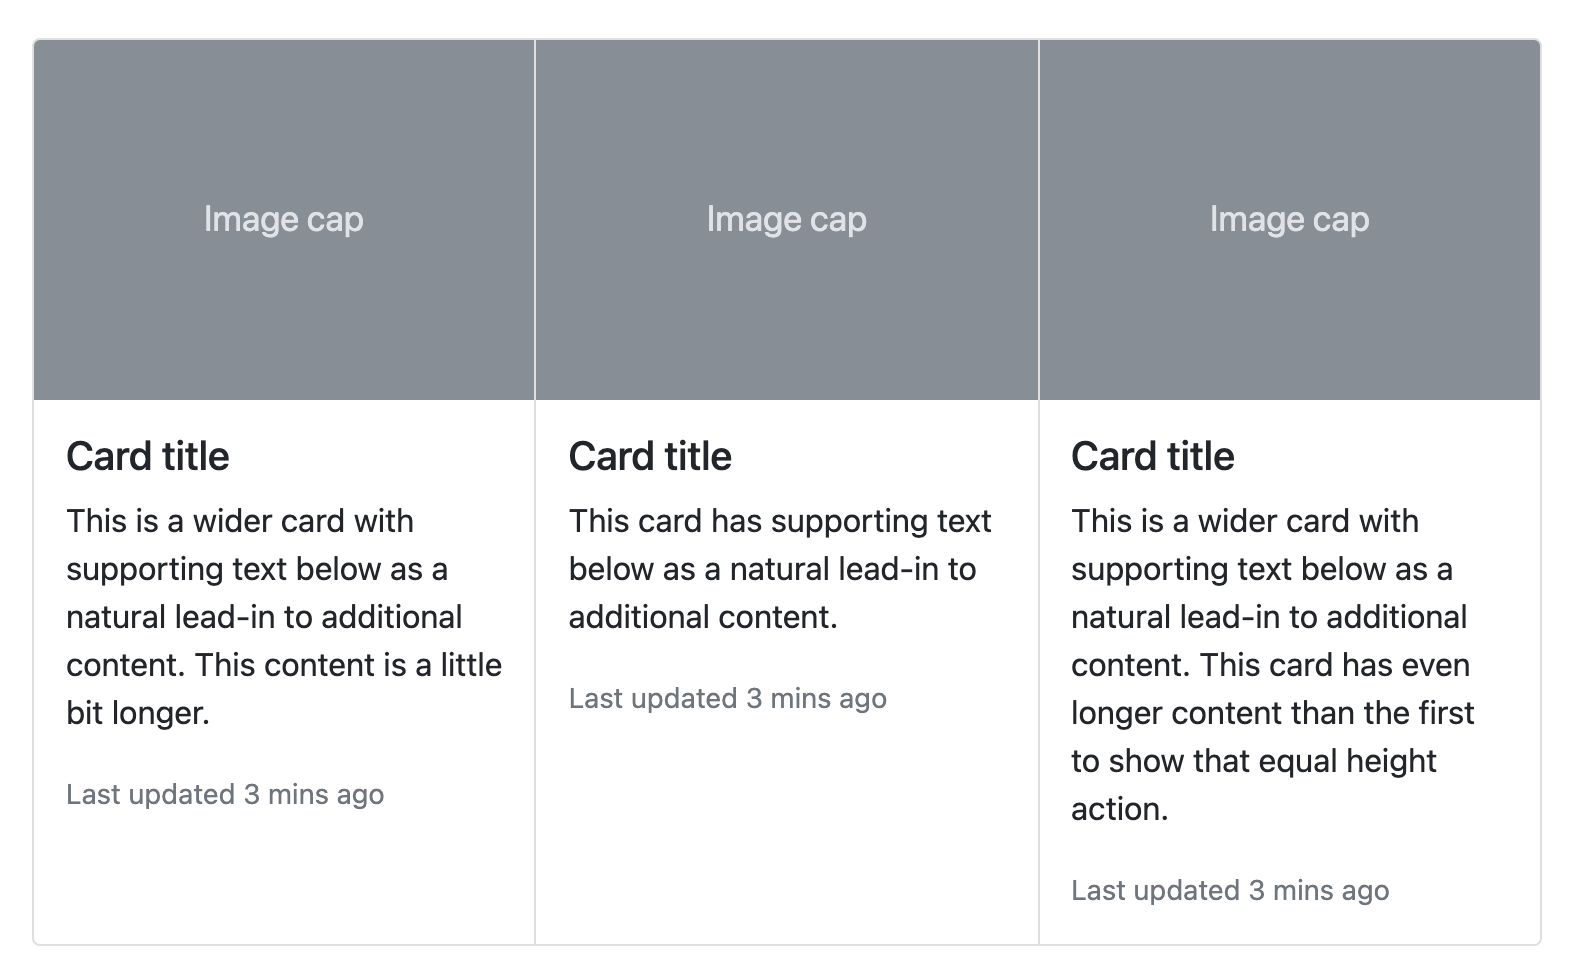 Image cap
Card title
This is a wider card with
supporting text below as a
natural lead-in to additional
content. This content is a little
bit longer.
Last updated 3 mins ago
Image cap
Card title
This card has supporting text
below as a natural lead-in to
additional content.
Last updated 3 mins ago
Image cap
Card title
This is a wider card with
supporting text below as a
natural lead-in to additional
content. This card has even
longer content than the first
to show that equal height
action.
Last updated 3 mins ago